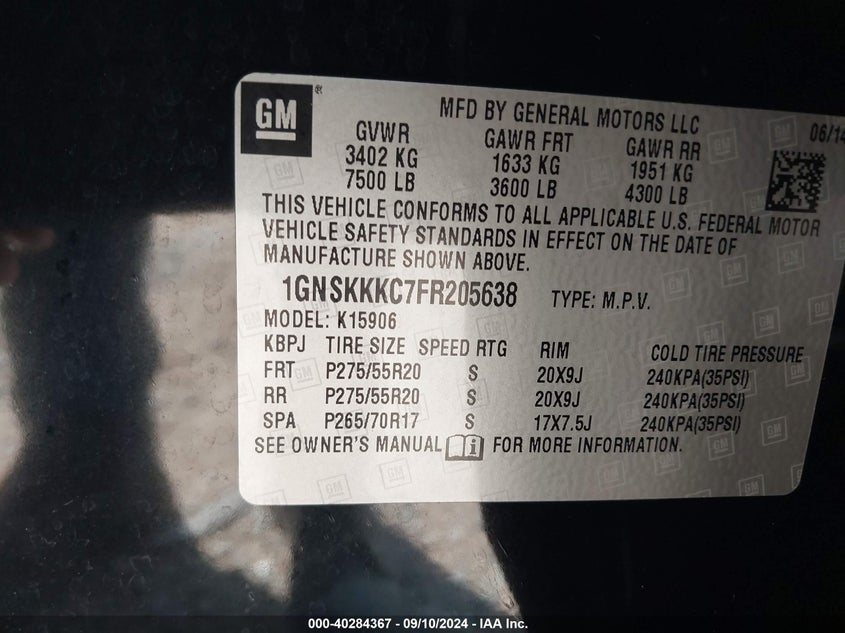 GM ®
MFD BY GENERAL MOTORS LLC 06/14
GVWR GAWR FRT GAWR RR
3402 KG 1633 KG 1951 KG
7500 LB 3600 LB 4300 LB
THIS VEHICLE CONFORMS TO ALL APPLICABLE U.S. FEDERAL MOTOR
VEHICLE SAFETY STANDARDS IN EFFECT ON THE DATE OF
MANUFACTURE SHOWN ABOVE.
1GNSKKKC7FR205638 TYPE: M.P.V.
MODEL: K15906
KBPJ TIRE SIZE SPEED RTG RIM COLD TIRE PRESSURE
FRT P275/55R20 S 20X9J 240KPA(35PSI)
RR P275/55R20 S 20X9J 240KPA(35PSI)
SPA P265/70R17 S 17X7.5J 240KPA(35PSI)
SEE OWNER'S MANUAL FOR MORE INFORMATION.
000-40284367 - 09/10/2024 - IAA Inc.